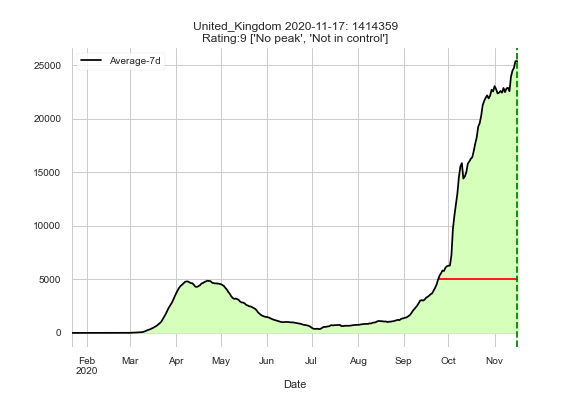 United_Kingdom 2020-11-17: 1414359
Rating:9 ['No peak', 'Not in control']
Average-7d
25000
20000
15000
10000
5000
0
Feb Mar Apr May Jun Jul Aug Sep Oct Nov
2020
Date